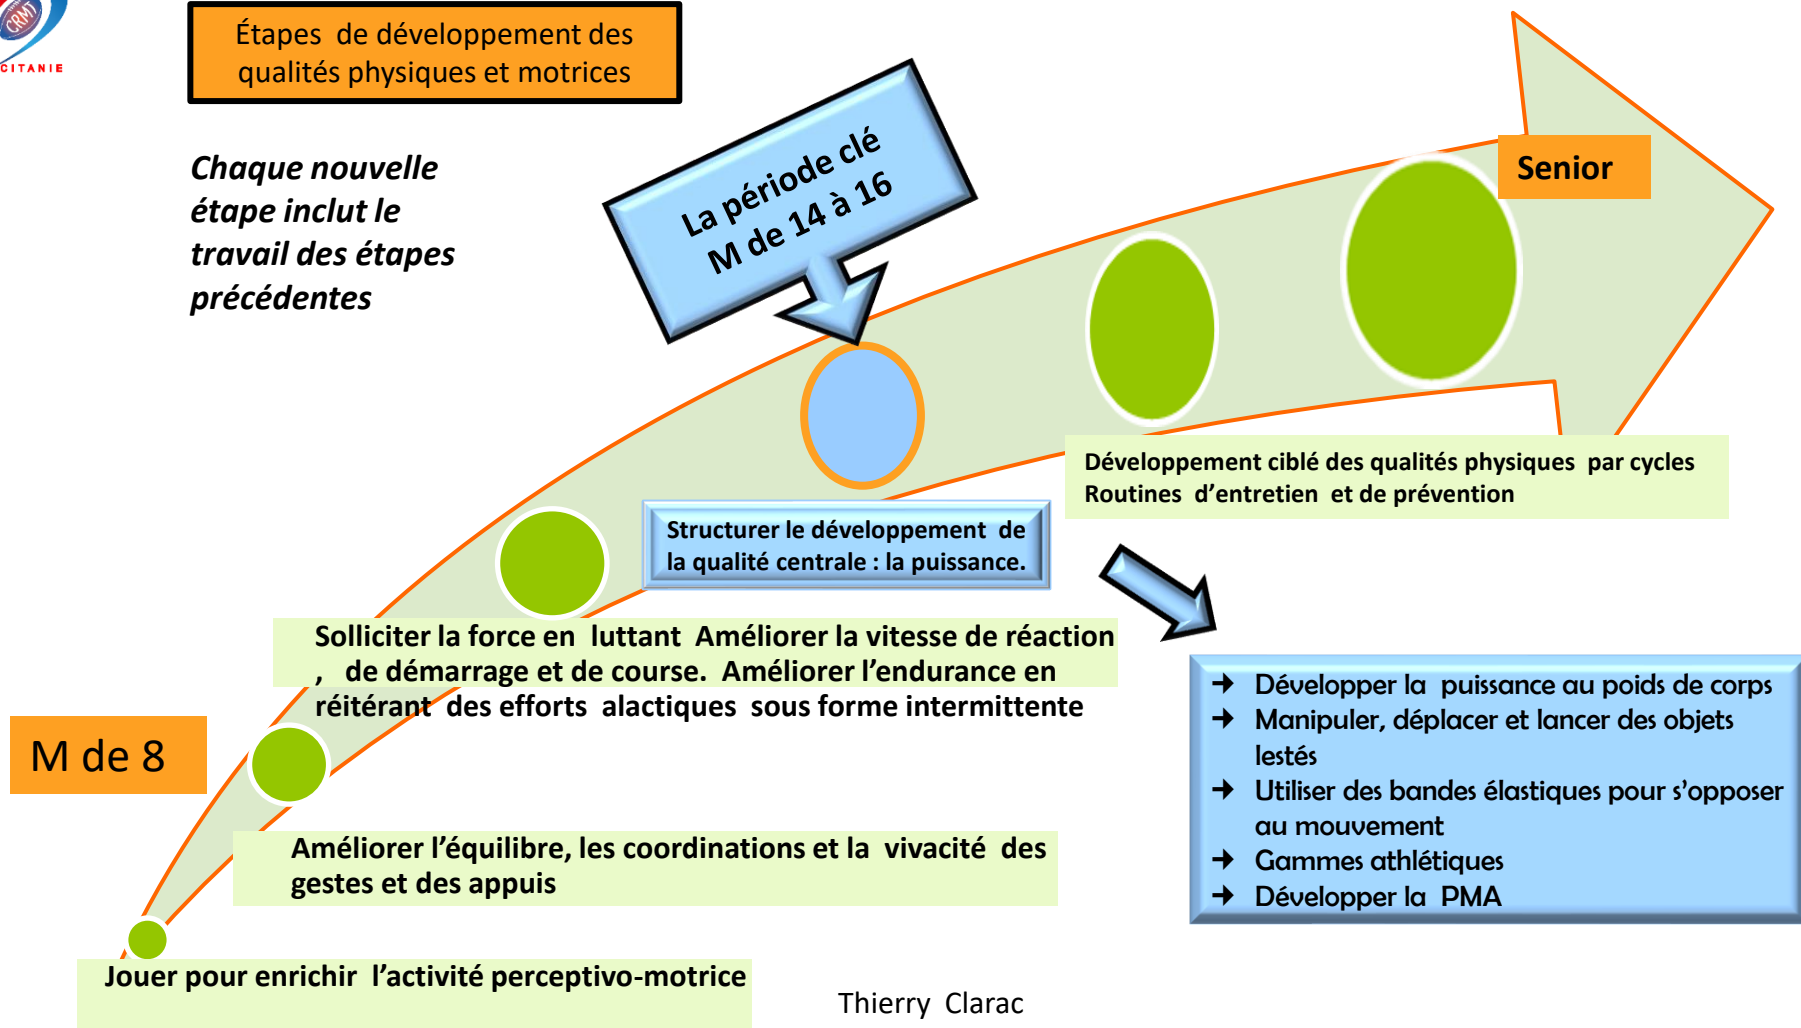 CRMT
CITANIE
Étapes de développement des
qualités physiques et motrices
Chaque nouvelle
étape inclut le
travail des étapes
précédentes
La période clé
M de 14 à 16
Senior
Développement ciblé des qualités physiques par cycles
Routines d’entretien et de prévention
Structurer le développement de
la qualité centrale : la puissance.
Solliciter la force en luttant Améliorer la vitesse de réaction
, de démarrage et de course. Améliorer l’endurance en
réitérant des efforts alactiques sous forme intermittente
➔ Développer la puissance au poids de corps
➔ Manipuler, déplacer et lancer des objets
lestés
➔ Utiliser des bandes élastiques pour s’opposer
au mouvement
➔ Gammes athlétiques
➔ Développer la PMA
M de 8
Améliorer l’équilibre, les coordinations et la vivacité des
gestes et des appuis
Jouer pour enrichir l’activité perceptivo-motrice
Thierry Clarac